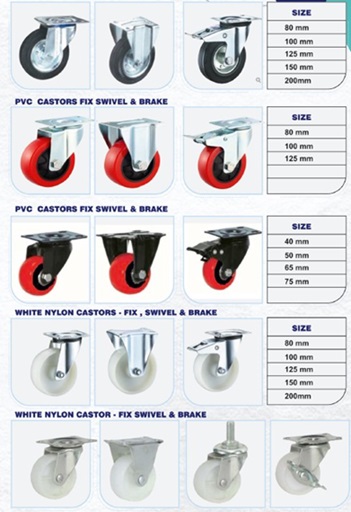 SIZE
80 mm
100 mm
125 mm
150 mm
200mm
PVC CASTORS FIX SWIVEL & BRAKE
SIZE
80 mm
100 mm
125 mm
PVC CASTORS FIX SWIVEL & BRAKE
SIZE
40 mm
50 mm
65 mm
75 mm
WHITE NYLON CASTORS - FIX , SWIVEL & BRAKE
SIZE
80 mm
100 mm
125 mm
150 mm
200mm
WHITE NYLON CASTOR - FIX SWIVEL & BRAKE